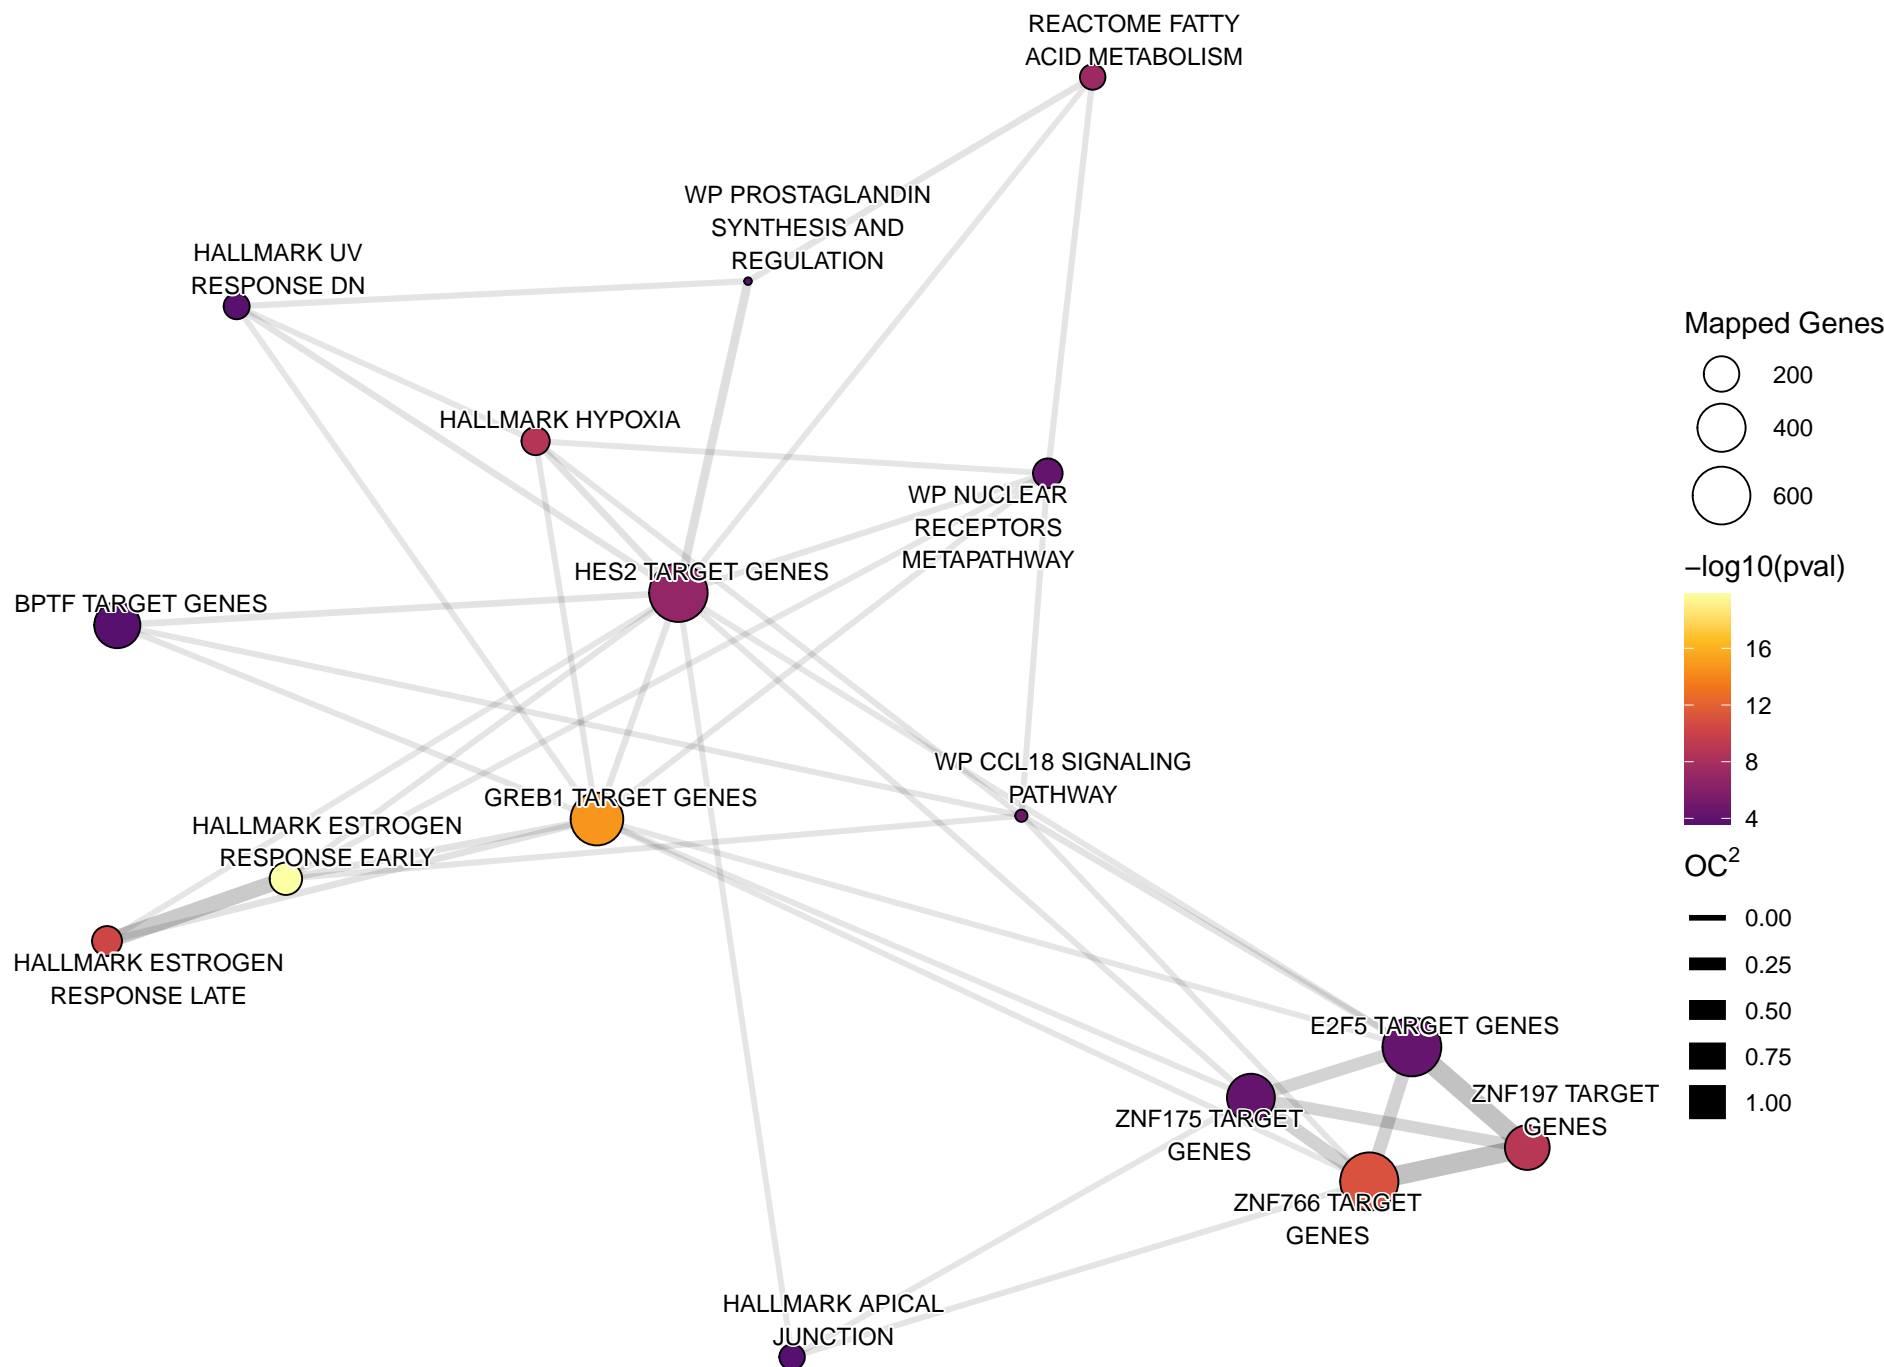 REACTOME FATTY
ACID METABOLISM
WP PROSTAGLANDIN
SYNTHESIS AND
REGULATION
HALLMARK UV
RESPONSE DN
HALLMARK HYPOXIA
WP NUCLEAR
RECEPTORS
METAPATHWAY
HES2 TARGET GENES
BPTF TARGET GENES
WP CCL18 SIGNALING
PATHWAY
GREB1 TARGET GENES
HALLMARK ESTROGEN
RESPONSE EARLY
HALLMARK ESTROGEN
RESPONSE LATE
E2F5 TARGET GENES
ZNF197 TARGET
GENES
ZNF175 TARGET
GENES
ZNF766 TARGET
GENES
HALLMARK APICAL
JUNCTION
Mapped Genes
200
400
600
−log10(pval)
16
12
8
4
OC²
0.00
0.25
0.50
0.75
1.00